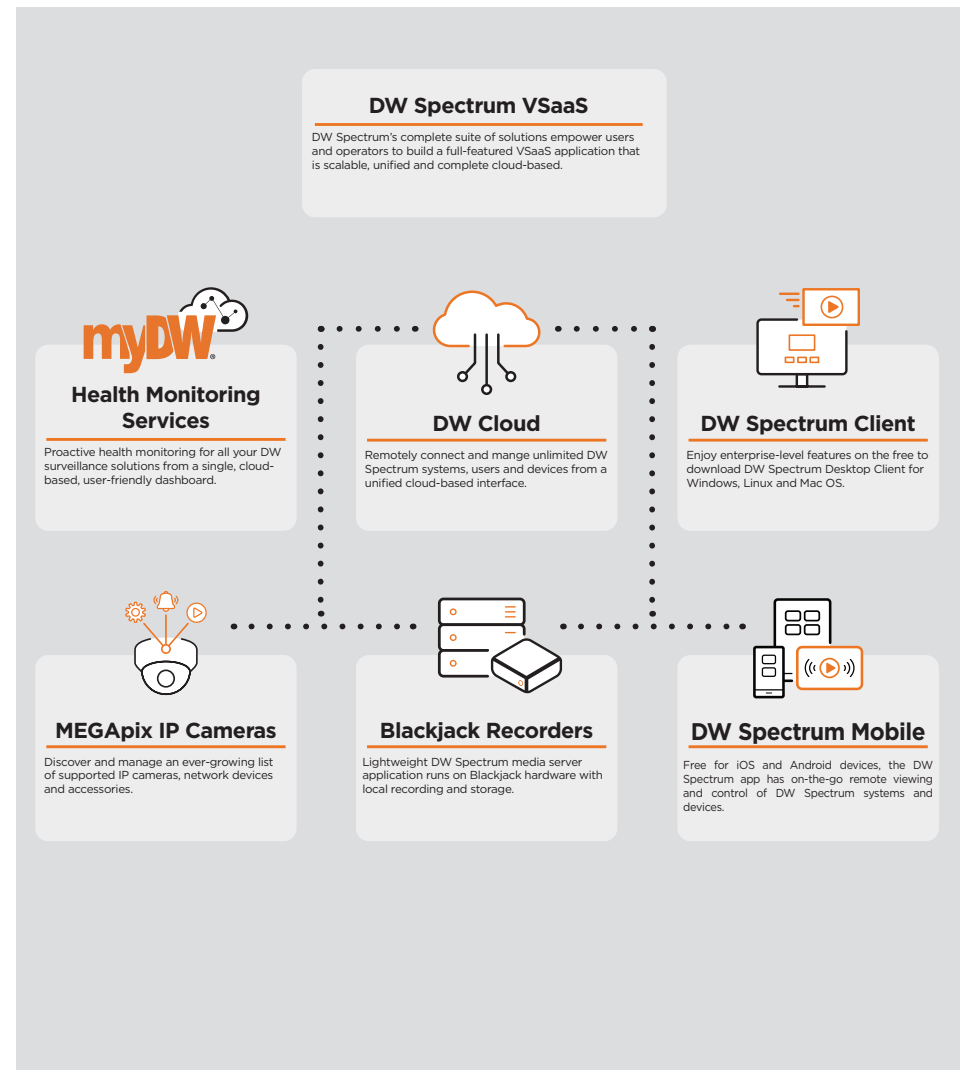 DW Spectrum VSaaS
DW Spectrum's complete suite of solutions empower users
and operators to build a full-featured VSaaS application that
is scalable, unified and complete cloud-based.
myDW®
Health Monitoring
Services
Proactive health monitoring for all your DW
surveillance solutions from a single, cloud-
based, user-friendly dashboard.
DW Cloud
Remotely connect and mange unlimited DW
Spectrum systems, users and devices from a
unified cloud-based interface.
DW Spectrum Client
Enjoy enterprise-level features on the free to
download DW Spectrum Desktop Client for
Windows, Linux and Mac OS.
MEGApix IP Cameras
Discover and manage an ever-growing list
of supported IP cameras, network devices
and accessories.
Blackjack Recorders
Lightweight DW Spectrum media server
application runs on Blackjack hardware with
local recording and storage.
DW Spectrum Mobile
Free for iOS and Android devices, the DW
Spectrum app has on-the-go remote viewing
and control of DW Spectrum systems and
devices.